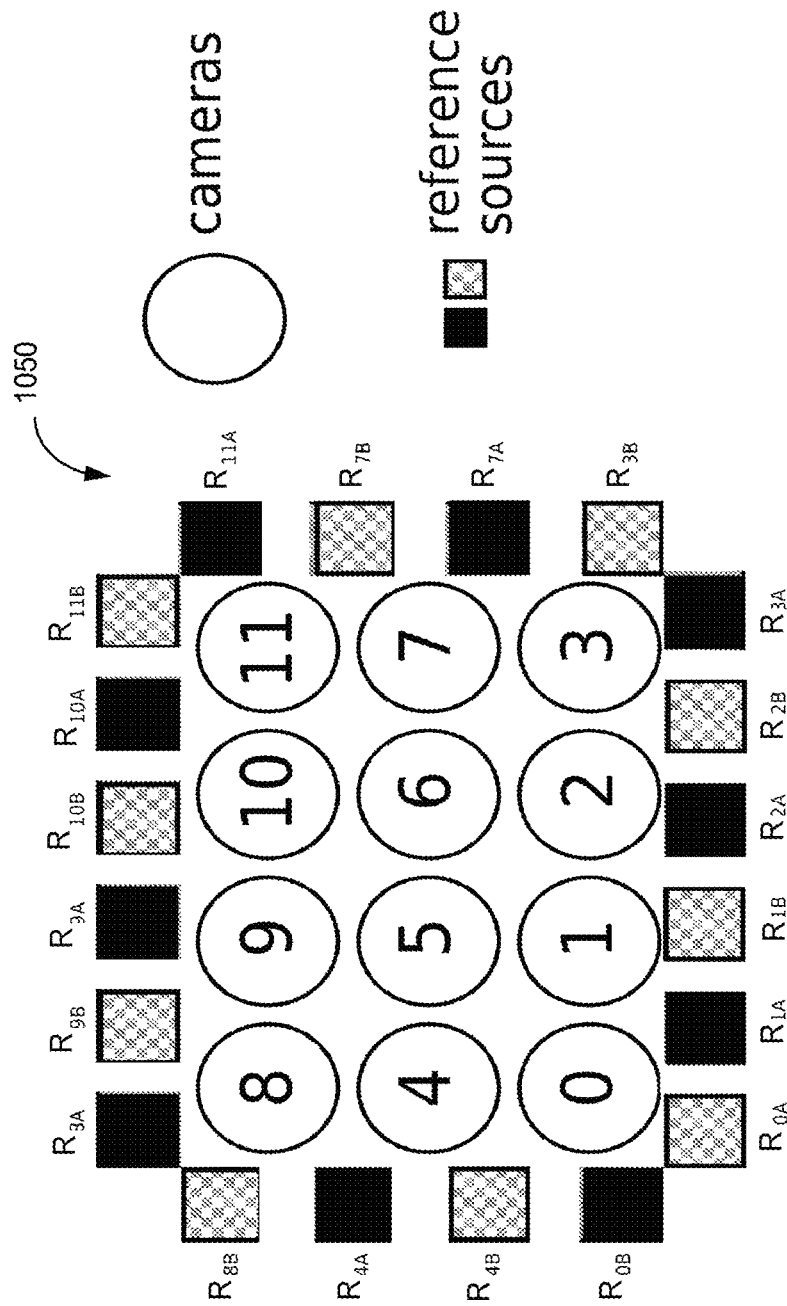 1050
R3A R9B R9A R10B R10A R11B
R8B 8 9 10 11 R11A cameras
R4A 4 5 6 7 R7B
R4B R7A reference
sources
R0B 0 1 2 3 R3B
R0A R1A R1B R2A R2B R3A